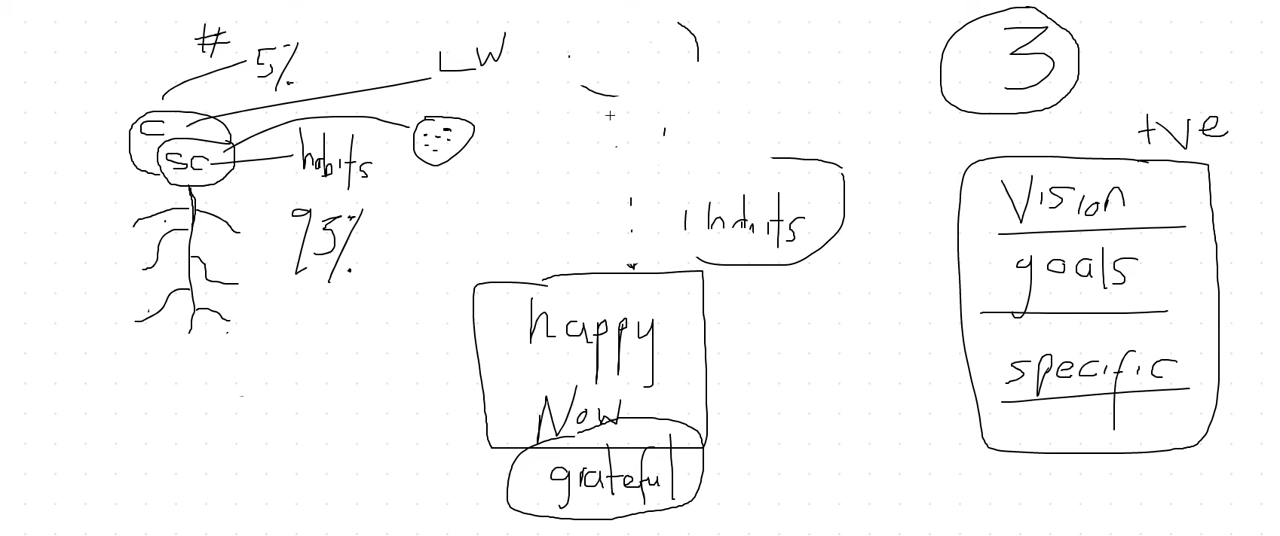 #
5%
LW
C
SC
habits
95%
habits
happy
Now
grateful
3
+ve
Vision
goals
specific